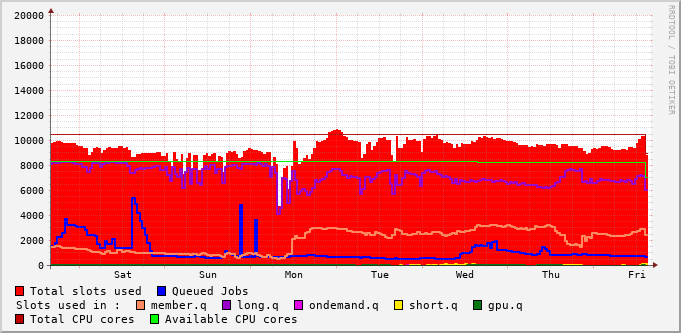 20000
18000
16000
14000
12000
10000
8000
6000
4000
2000
0
Sat Sun Mon Tue Wed Thu Fri
RRDTOOL / TOBI OETIKER
Total slots used Queued Jobs
Slots used in : member.q long.q ondemand.q short.q gpu.q
Total CPU cores Available CPU cores